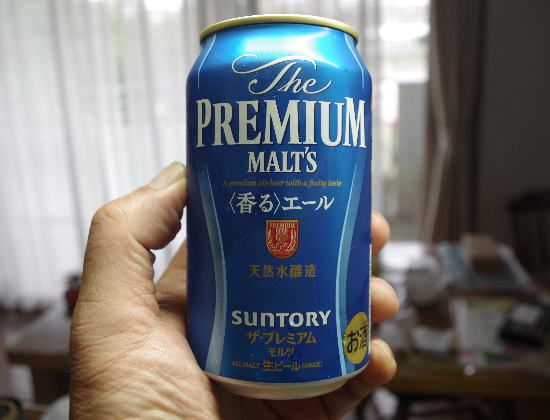 The
PREMIUM
MALT'S
A premium ale beer with a fruity taste
〈香る〉エール
PREMIUM
天然水醸造
SUNTORY
ザ・プレミアム
モルツ
ALL MALT 生ビール
お酒